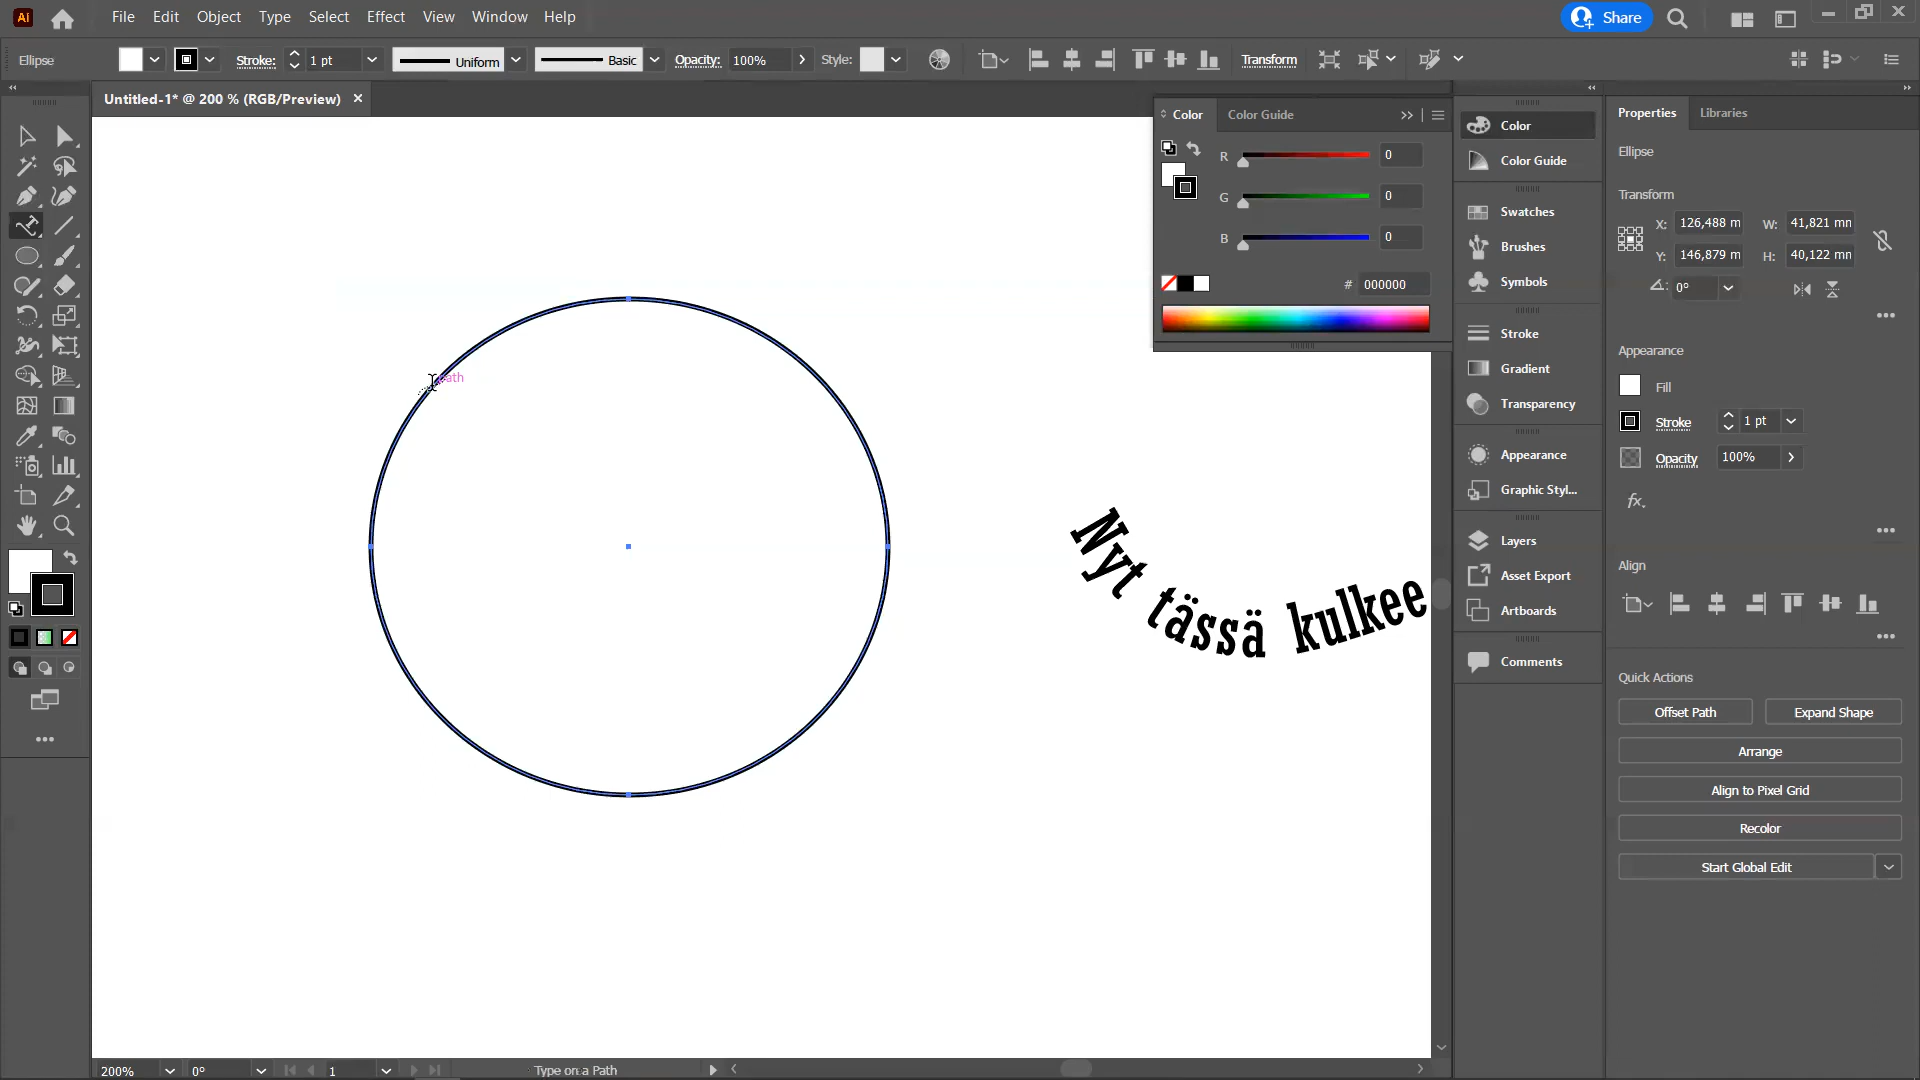 Ai File Edit Object Type Select Effect View Window Help Share
Ellipse Stroke: 1 pt Uniform Basic Opacity: 100% Style: Transform
Untitled-1* @ 200 % (RGB/Preview)
Color Color Guide
R 0
G 0
B 0
# 000000
path
Nyt tässä kulkee
Color
Color Guide
Swatches
Brushes
Symbols
Stroke
Gradient
Transparency
Appearance
Graphic Styl...
Layers
Asset Export
Artboards
Comments
Properties Libraries
Ellipse
Transform
X: 126,488 m W: 41,821 mm
Y: 146,879 m H: 40,122 mm
0°
Appearance
Fill
Stroke 1 pt
Opacity 100%
fx.
Align
Quick Actions
Offset Path Expand Shape
Arrange
Align to Pixel Grid
Recolor
Start Global Edit
200% 0° 1 Type on a Path